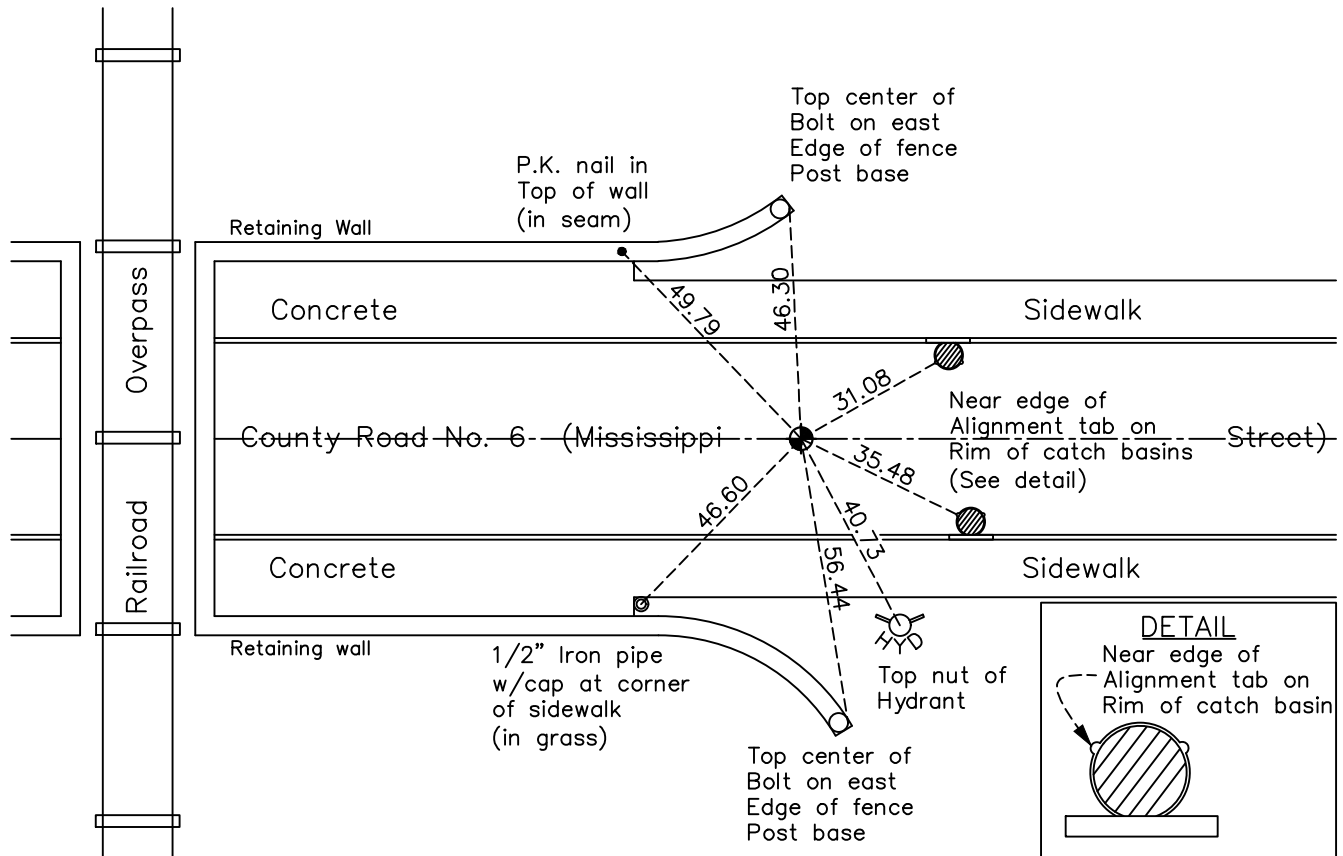 Top center of
Bolt on east
Edge of fence
Post base
P.K. nail in
Top of wall
(in seam)
Retaining Wall
Overpass
Railroad
Concrete
Sidewalk
49.79
46.30
31.08
Near edge of
Alignment tab on
Rim of catch basins
(See detail)
County Road No. 6 (Mississippi Street)
35.48
46.60
40.73
56.44
Concrete
Sidewalk
HYD
Retaining wall
1/2" Iron pipe
w/cap at corner
of sidewalk
(in grass)
Top nut of
Hydrant
Top center of
Bolt on east
Edge of fence
Post base
DETAIL
Near edge of
Alignment tab on
Rim of catch basin